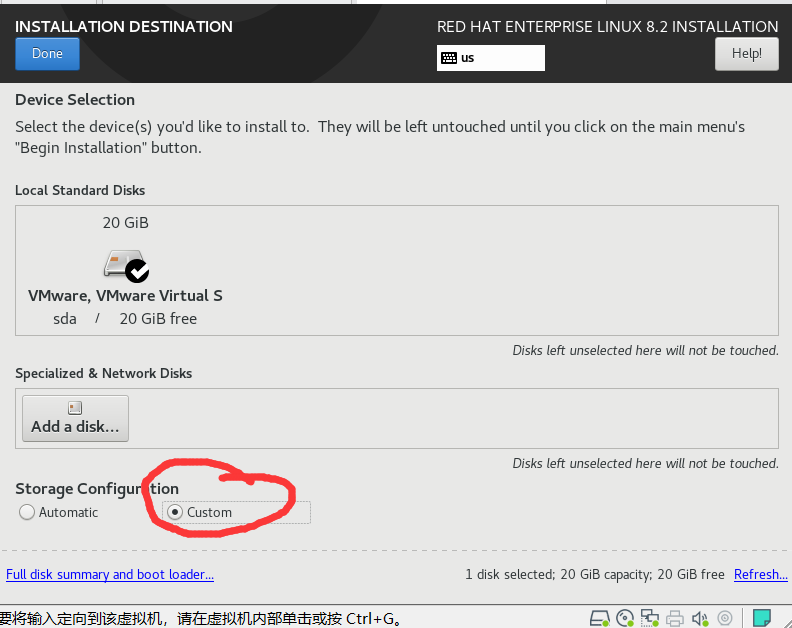 INSTALLATION DESTINATION
RED HAT ENTERPRISE LINUX 8.2 INSTALLATION
Done
us
Help!
Device Selection
Select the device(s) you'd like to install to.  They will be left untouched until you click on the main menu's
"Begin Installation" button.
Local Standard Disks
20 GiB
VMware, VMware Virtual S
sda / 20 GiB free
Disks left unselected here will not be touched.
Specialized & Network Disks
Add a disk...
Disks left unselected here will not be touched.
Storage Configuration
Automatic
Custom
Full disk summary and boot loader...
1 disk selected; 20 GiB capacity; 20 GiB free
Refresh...
要将输入定向到该虚拟机，请在虚拟机内部单击或按 Ctrl+G。